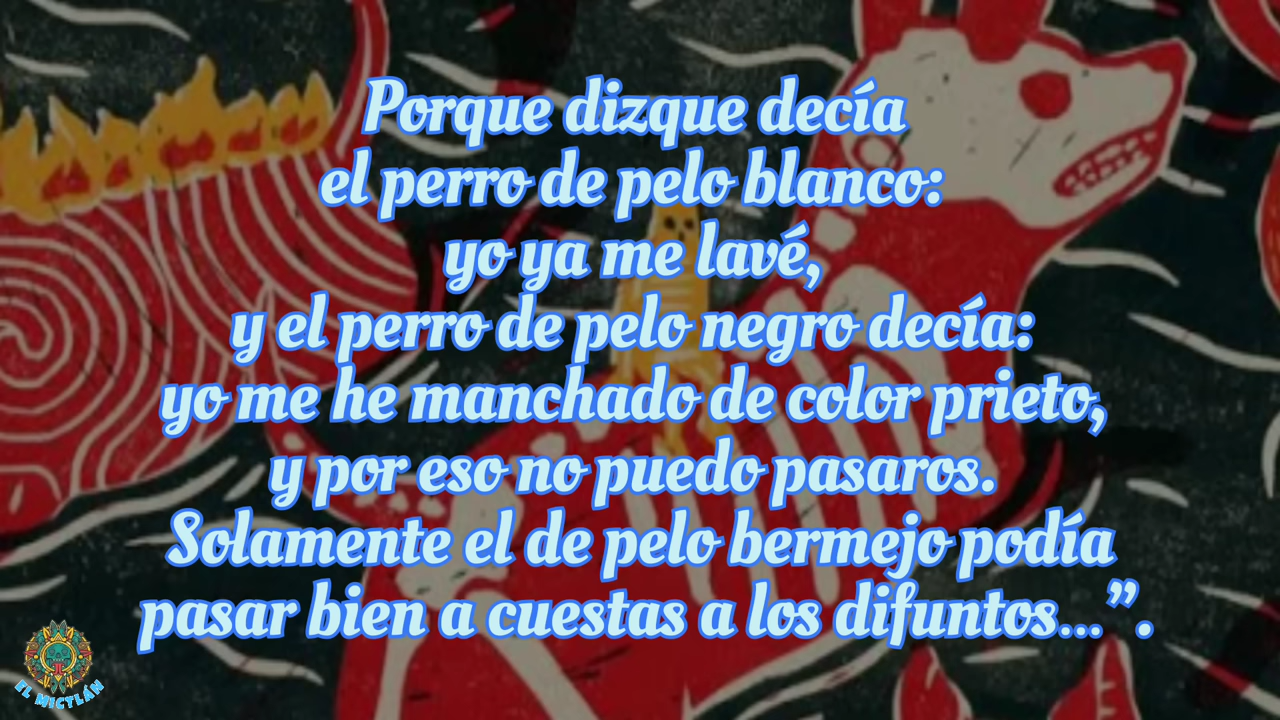 Porque dizque decía
el perro de pelo blanco:
yo ya me lavé,
y el perro de pelo negro decía:
yo me he manchado de color prieto,
y por eso no puedo pasaros.
Solamente el de pelo bermejo podía
pasar bien a cuestas a los difuntos...”.
EL MICTLÁN